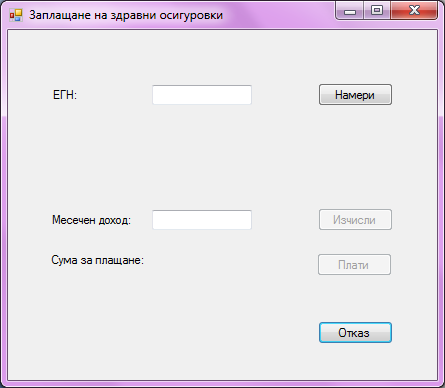 Заплащане на здравни осигуровки
ЕГН:
Намери
Месечен доход:
Изчисли
Сума за плащане:
Плати
Отказ